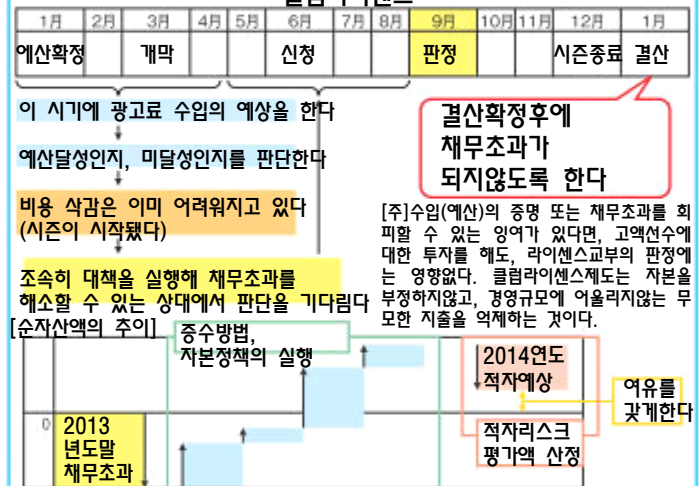 1月 2月 3月 4月 5月 6月 7月 8月 9月 10月 11月 12月 1月
예산확정 개막 신청 판정 시즌종료 결산
이 시기에 광고료 수입의 예상을 한다
예산달성인지, 미달성인지를 판단한다
비용 삭감은 이미 어려워지고 있다
(시즌이 시작됐다)
조속히 대책을 실행해 채무초과를
해소할 수 있는 상대에서 판단을 기다림다
결산확정후에
채무초과가
되지않도록 한다
[주]수입(예산)의 증명 또는 채무초과를 회
피할 수 있는 잉여가 있다면, 고액선수에
대한 투자를 해도, 라이센스교부의 판정에
는 영향없다. 클럽라이센스제도는 자본을
부정하지않고, 경영규모에 어울리지않는 무
모한 지출을 억제하는 것이다.
[순자산액의 추이]
증수방법,
자본정책의 실행
2014연도
적자예상
여유를
갖게한다
0
2013
년도말
채무초과
적자리스크
평가액 산정